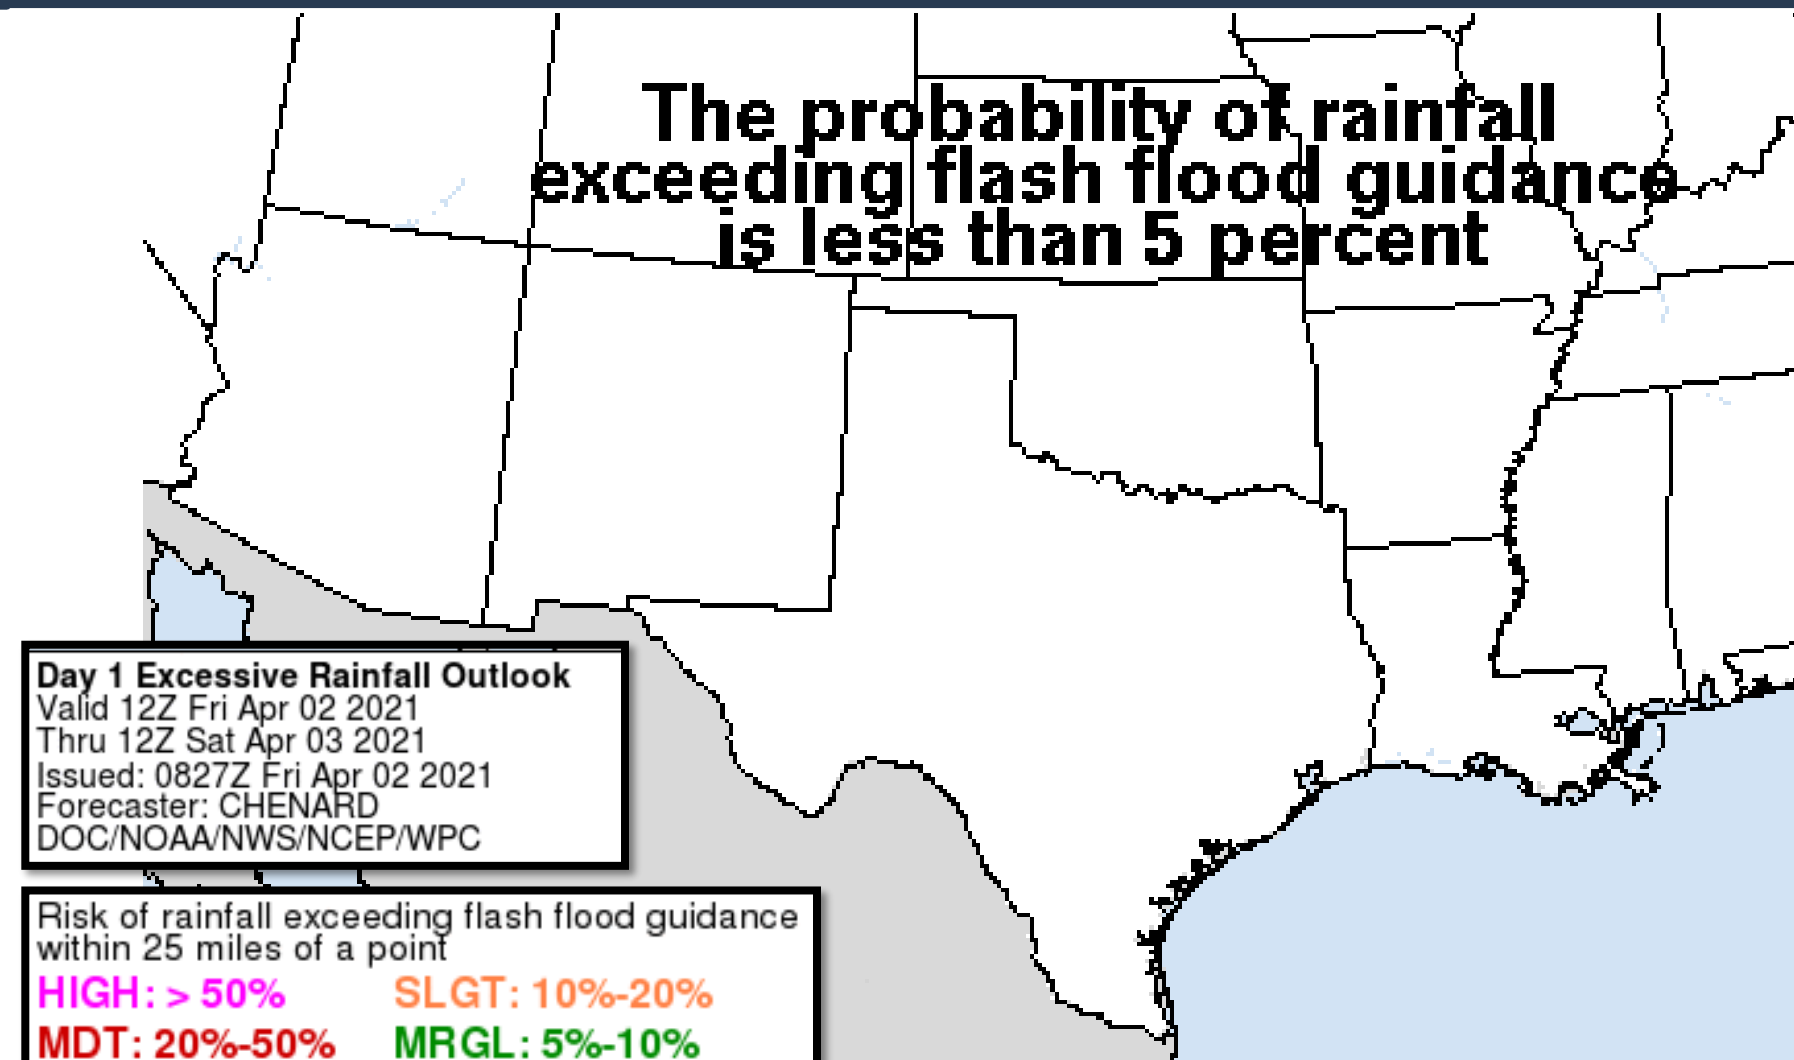 The probability of rainfall
exceeding flash flood guidance
is less than 5 percent
Day 1 Excessive Rainfall Outlook
Valid 12Z Fri Apr 02 2021
Thru 12Z Sat Apr 03 2021
Issued: 0827Z Fri Apr 02 2021
Forecaster: CHENARD
DOC/NOAA/NWS/NCEP/WPC
Risk of rainfall exceeding flash flood guidance
within 25 miles of a point
HIGH: > 50% SLGT: 10%-20%
MDT: 20%-50% MRGL: 5%-10%